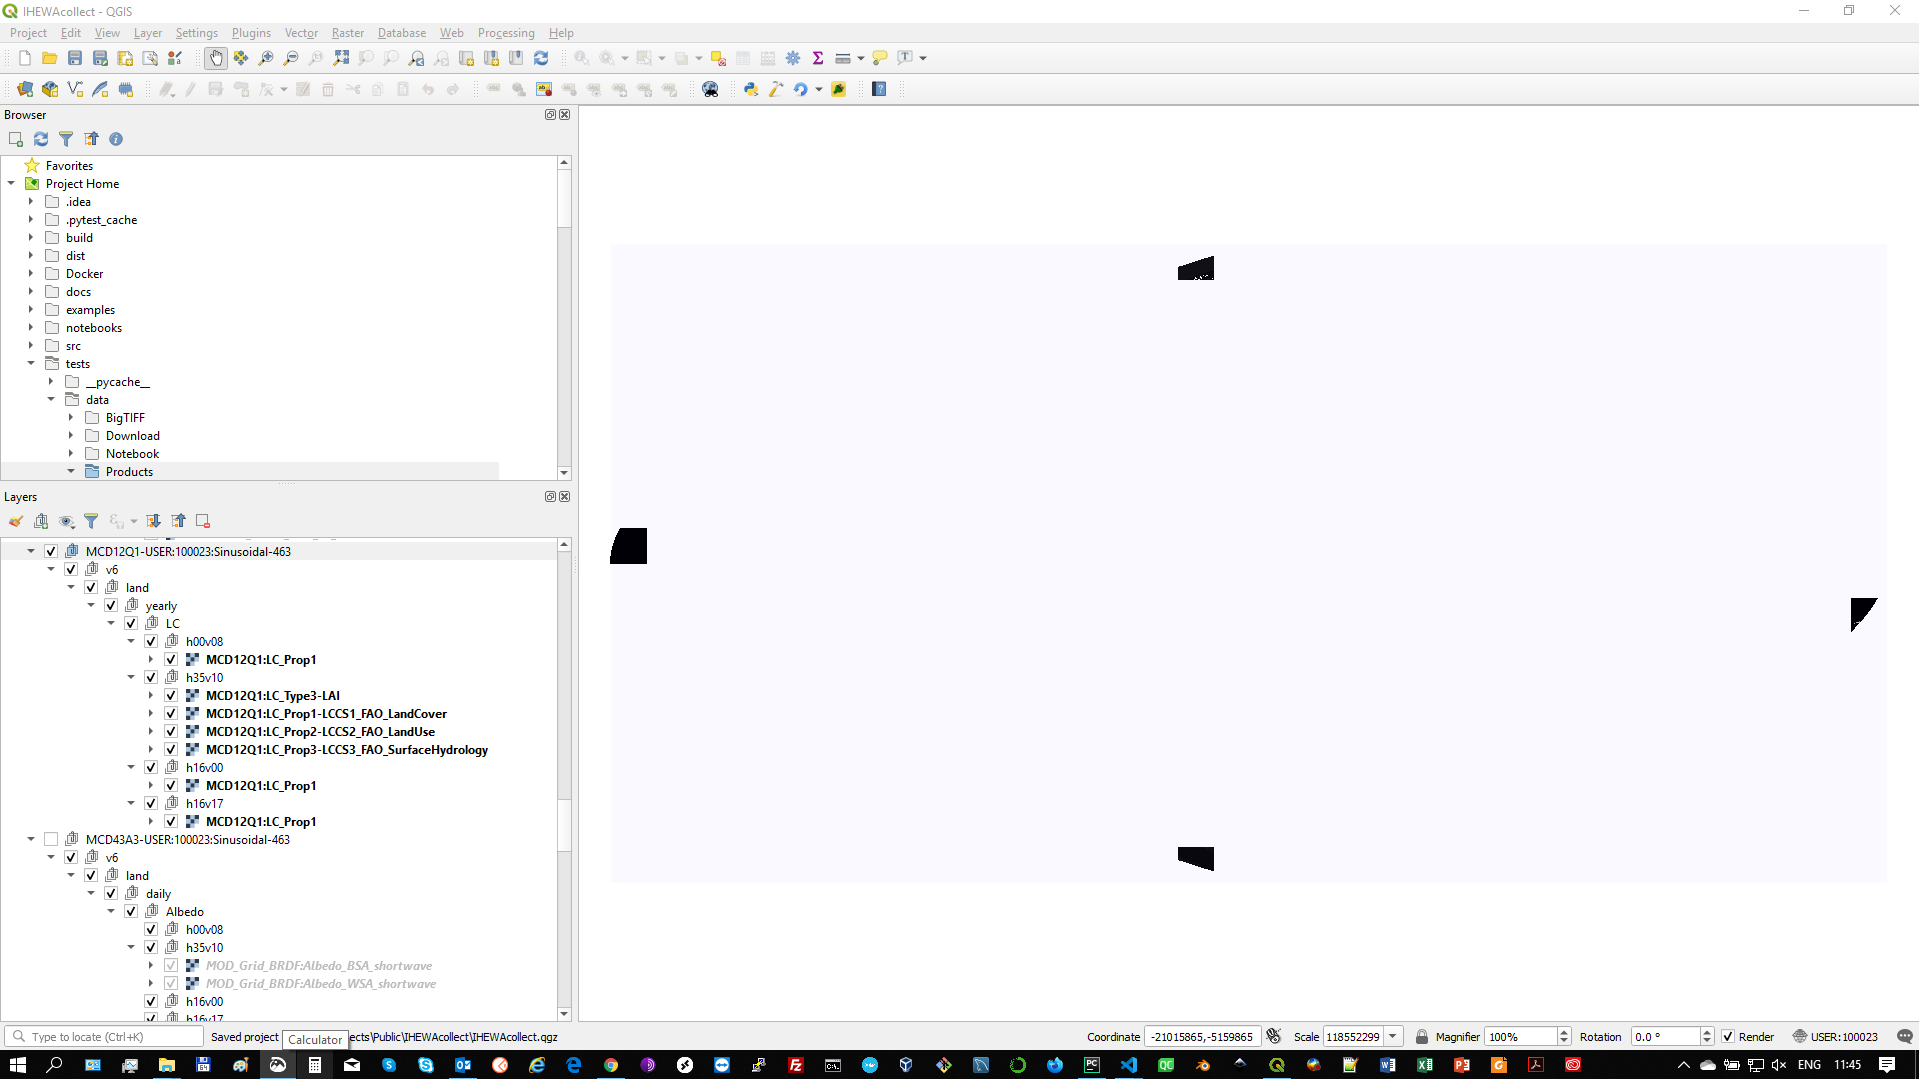 IHEWAcollect - QGIS
Project Edit View Layer Settings Plugins Vector Raster Database Web Processing Help
Browser
Favorites
Project Home
.idea
.pytest_cache
build
dist
Docker
docs
examples
notebooks
src
tests
__pycache__
data
BigTIFF
Download
Notebook
Products
Layers
MCD12Q1-USER:100023:Sinusoidal-463
v6
land
yearly
LC
h00v08
MCD12Q1:LC_Prop1
h35v10
MCD12Q1:LC_Type3-LAI
MCD12Q1:LC_Prop1-LCCS1_FAO_LandCover
MCD12Q1:LC_Prop2-LCCS2_FAO_LandUse
MCD12Q1:LC_Prop3-LCCS3_FAO_SurfaceHydrology
h16v00
MCD12Q1:LC_Prop1
h16v17
MCD12Q1:LC_Prop1
MCD43A3-USER:100023:Sinusoidal-463
v6
land
daily
Albedo
h00v08
h35v10
MOD_Grid_BRDF:Albedo_BSA_shortwave
MOD_Grid_BRDF:Albedo_WSA_shortwave
h16v00
h16v17
Type to locate (Ctrl+K) Saved project ects\Public\IHEWAcollect\IHEWAcollect.qgz Coordinate -21015865,-5159865 Scale 118552299 Magnifier 100% Rotation 0.0 ° Render USER:100023
Calculator
ENG 11:45